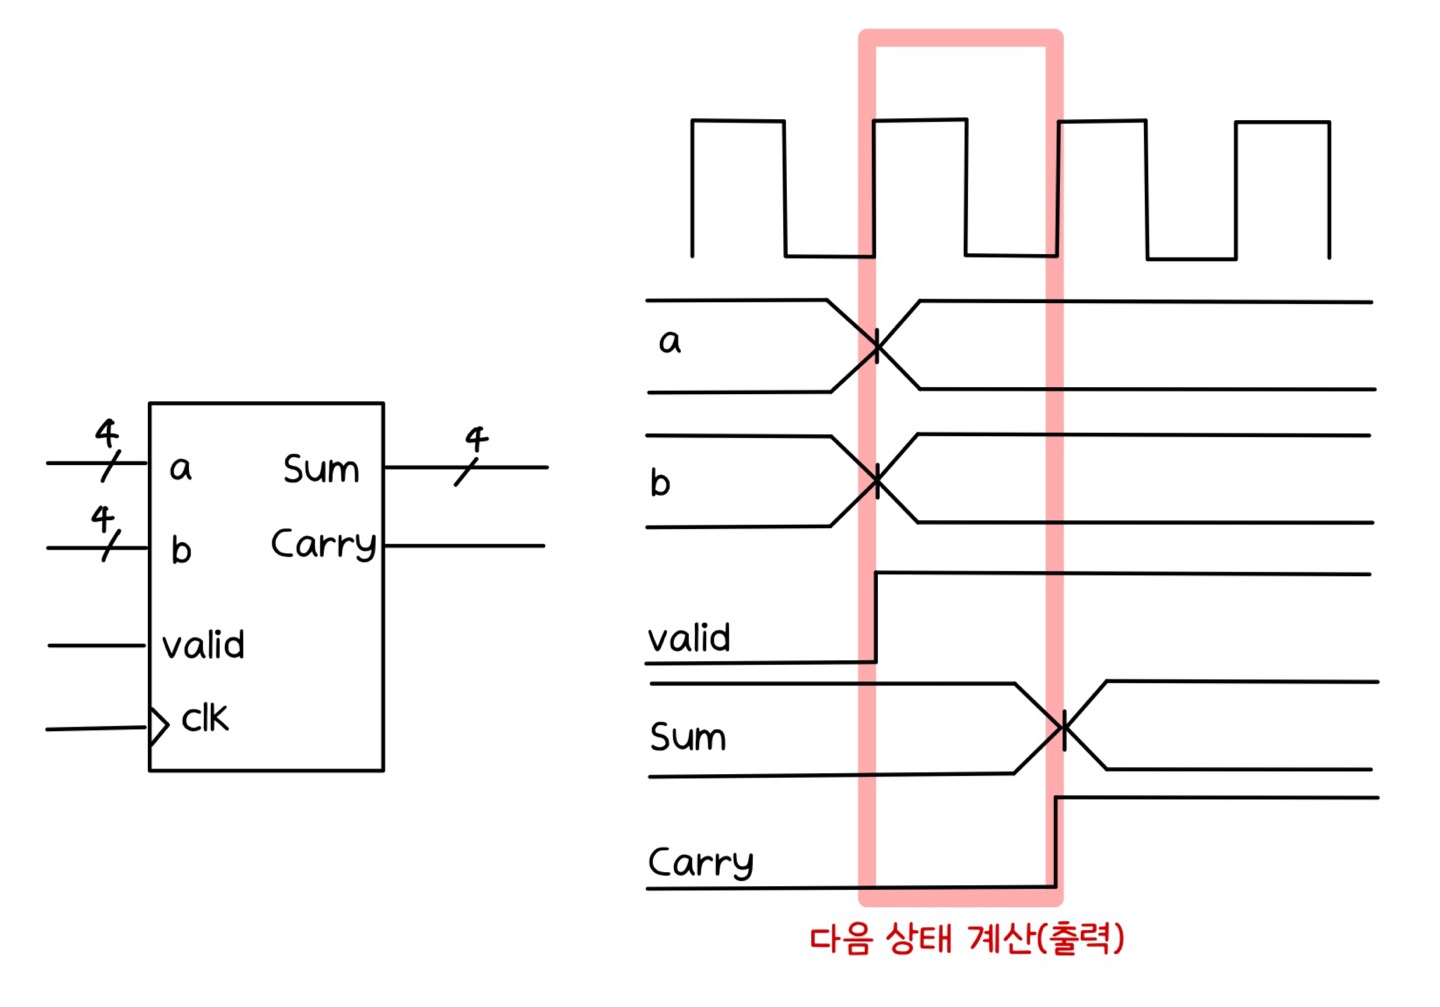 4
a
Sum
4
4
b
Carry
valid
clk
a
b
valid
Sum
Carry
다음 상태 계산(출력)